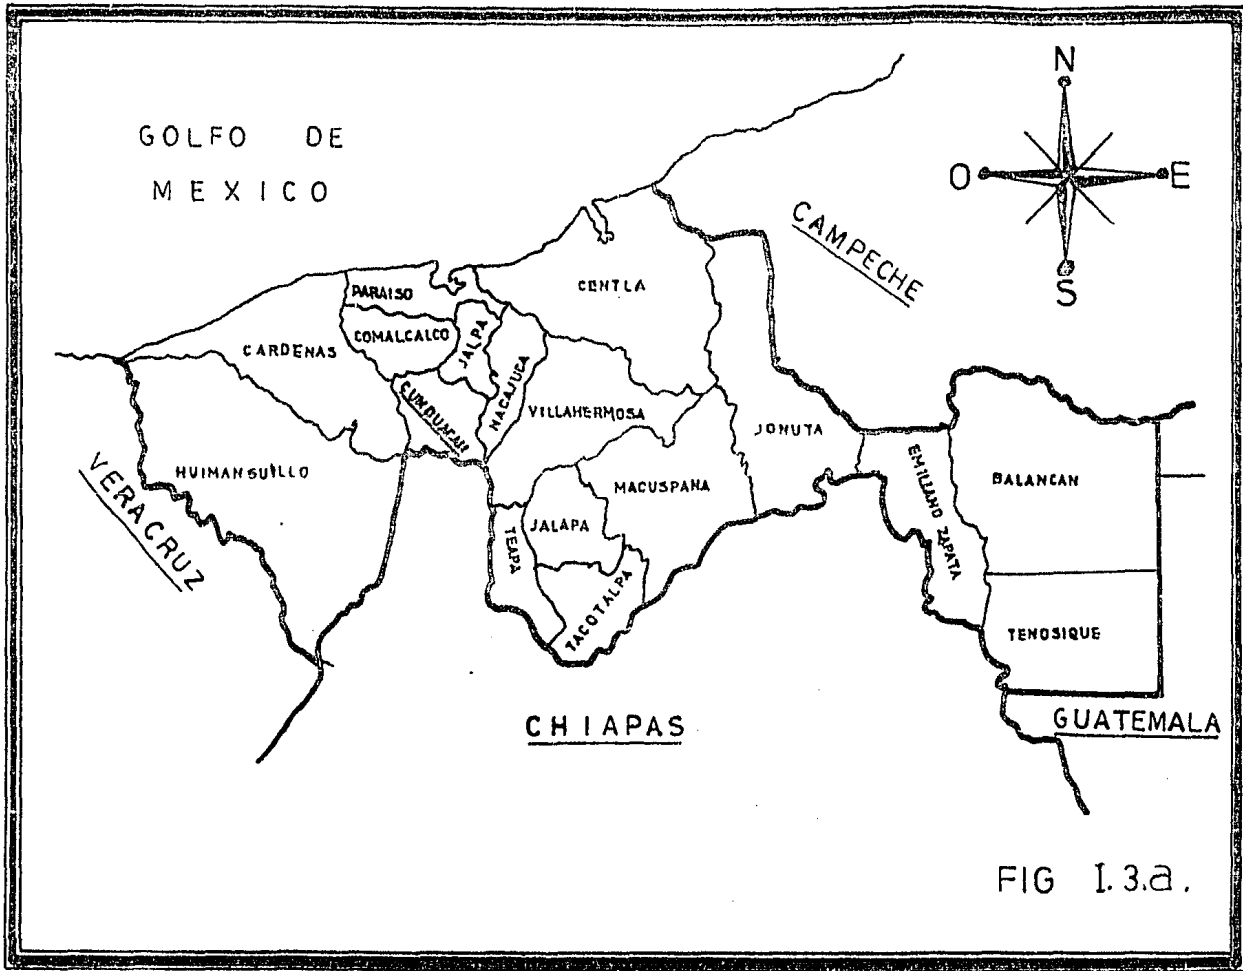 N
GOLFO DE
MEXICO
O
E
CAMPECHE
S
PARAISO
CENTLA
COMALCALCO
JALPA
CARDENAS
NACAJUCA
CUNDUACAN
VILLAHERMOSA
JONUTA
HUIMANGUILLO
VERACRUZ
MACUSPANA
EMILIANO ZAPATA
BALANCAN
TEAPA
JALAPA
TACOTALPA
TENOSIQUE
CHIAPAS
GUATEMALA
FIG I.3.a.